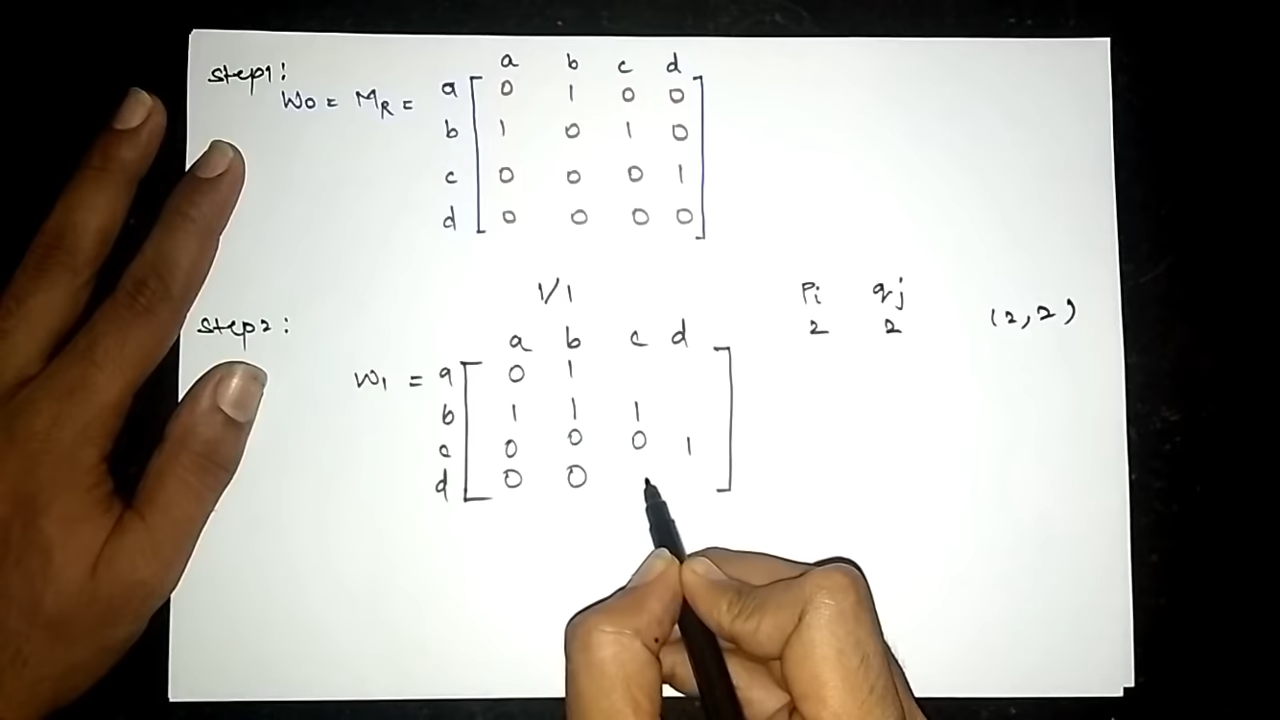 step1:
a b c d
W0 = MR = a [ 0 1 0 0 ]
b 1 0 1 0
c 0 0 0 1
d 0 0 0 0
1/1 Pi qj
step2: 2 2 (2,2)
a b c d
W1 = a [ 0 1 ]
b 1 1 1
c 0 0 0 1
d 0 0